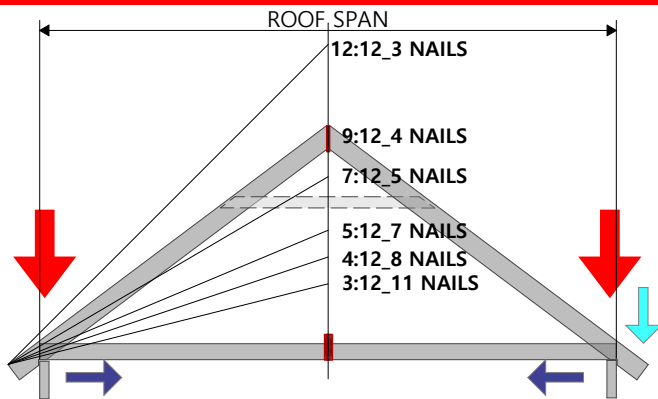 ROOF SPAN
12:12_3 NAILS
9:12_4 NAILS
7:12_5 NAILS
5:12_7 NAILS
4:12_8 NAILS
3:12_11 NAILS